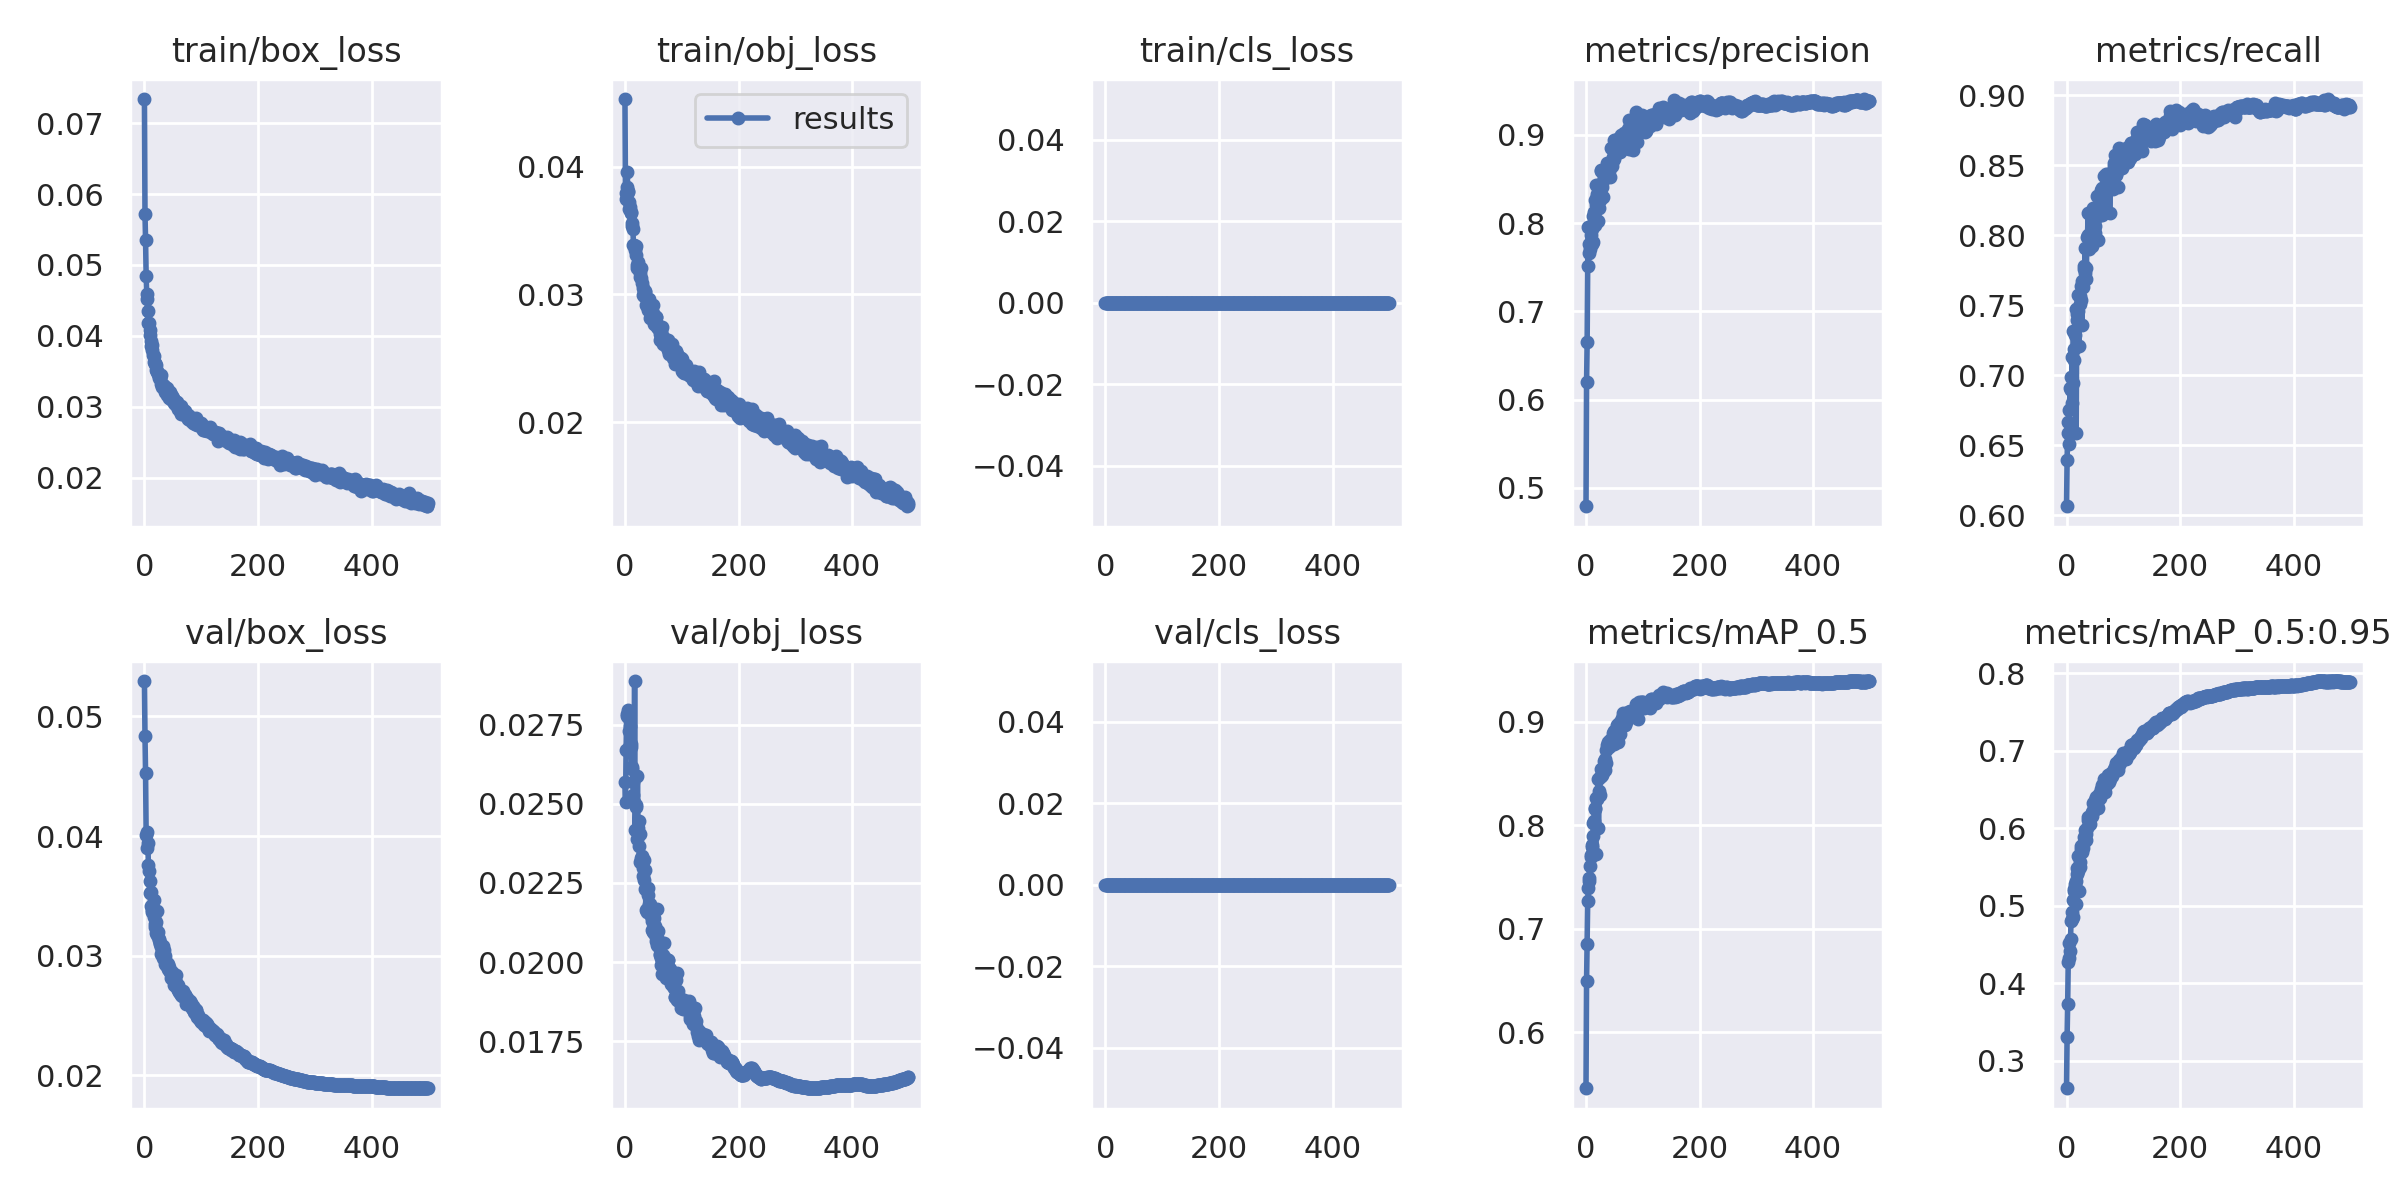 train/box_loss
0.07
0.06
0.05
0.04
0.03
0.02
0 200 400
train/obj_loss
results
0.04
0.03
0.02
0 200 400
train/cls_loss
0.04
0.02
0.00
−0.02
−0.04
0 200 400
metrics/precision
0.9
0.8
0.7
0.6
0.5
0 200 400
metrics/recall
0.90
0.85
0.80
0.75
0.70
0.65
0.60
0 200 400
val/box_loss
0.05
0.04
0.03
0.02
0 200 400
val/obj_loss
0.0275
0.0250
0.0225
0.0200
0.0175
0 200 400
val/cls_loss
0.04
0.02
0.00
−0.02
−0.04
0 200 400
metrics/mAP_0.5
0.9
0.8
0.7
0.6
0 200 400
metrics/mAP_0.5:0.95
0.8
0.7
0.6
0.5
0.4
0.3
0 200 400